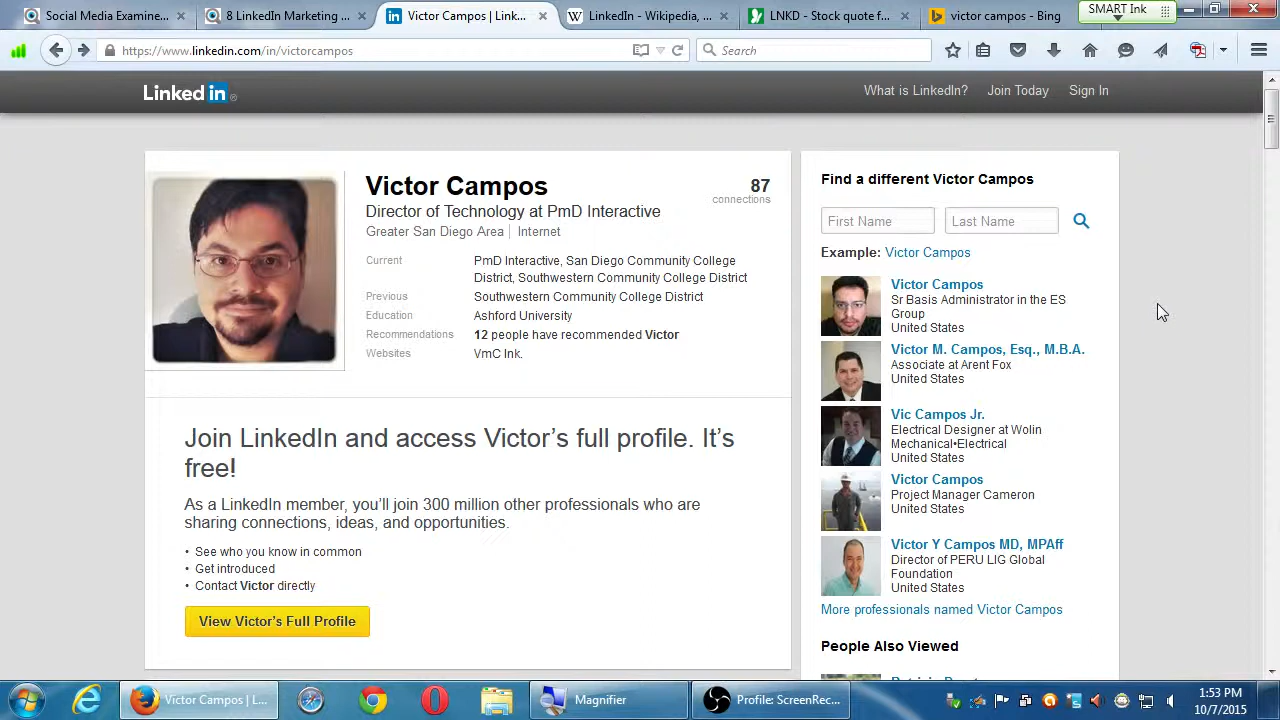 Social Media Examine...
8 LinkedIn Marketing ...
Victor Campos | Link...
LinkedIn - Wikipedia, ...
LNKD - Stock quote f...
victor campos - Bing
SMART Ink
https://www.linkedin.com/in/victorcampos
Search
Linked in®
What is LinkedIn?
Join Today
Sign In
Victor Campos
87
connections
Director of Technology at PmD Interactive
Greater San Diego Area | Internet
Current PmD Interactive, San Diego Community College
District, Southwestern Community College District
Previous Southwestern Community College District
Education Ashford University
Recommendations 12 people have recommended Victor
Websites VmC Ink.
Join LinkedIn and access Victor’s full profile. It’s
free!
As a LinkedIn member, you’ll join 300 million other professionals who are
sharing connections, ideas, and opportunities.
• See who you know in common
• Get introduced
• Contact Victor directly
View Victor’s Full Profile
Find a different Victor Campos
First Name
Last Name
Example: Victor Campos
Victor Campos
Sr Basis Administrator in the ES
Group
United States
Victor M. Campos, Esq., M.B.A.
Associate at Arent Fox
United States
Vic Campos Jr.
Electrical Designer at Wolin
Mechanical•Electrical
United States
Victor Campos
Project Manager Cameron
United States
Victor Y Campos MD, MPAff
Director of PERU LIG Global
Foundation
United States
More professionals named Victor Campos
People Also Viewed
Victor Campos | L...
Magnifier
Profile: ScreenRec...
1:53 PM
10/7/2015